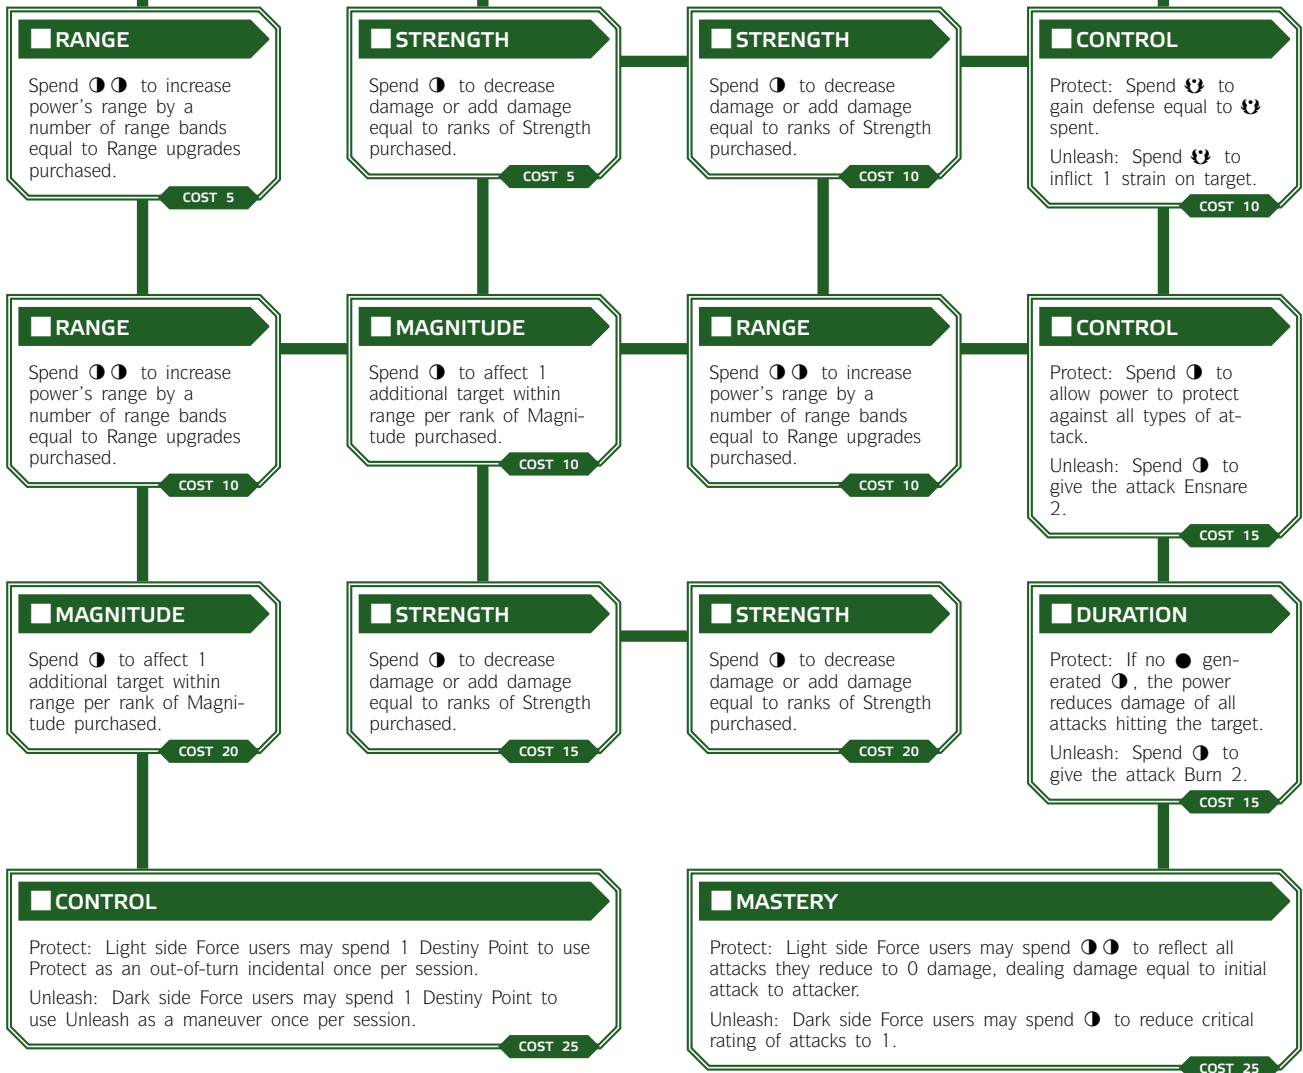 RANGE
Spend ◑◑ to increase
power's range by a
number of range bands
equal to Range upgrades
purchased.
COST 5
STRENGTH
Spend ◑ to decrease
damage or add damage
equal to ranks of Strength
purchased.
COST 5
STRENGTH
Spend ◑ to decrease
damage or add damage
equal to ranks of Strength
purchased.
COST 10
CONTROL
Protect: Spend to
gain defense equal to
spent.
Unleash: Spend to
inflict 1 strain on target.
COST 10
RANGE
Spend ◑◑ to increase
power's range by a
number of range bands
equal to Range upgrades
purchased.
COST 10
MAGNITUDE
Spend ◑ to affect 1
additional target within
range per rank of Magni-
tude purchased.
COST 10
RANGE
Spend ◑◑ to increase
power's range by a
number of range bands
equal to Range upgrades
purchased.
COST 10
CONTROL
Protect: Spend ◑ to
allow power to protect
against all types of at-
tack.
Unleash: Spend ◑ to
give the attack Ensnare
2.
COST 15
MAGNITUDE
Spend ◑ to affect 1
additional target within
range per rank of Magni-
tude purchased.
COST 20
STRENGTH
Spend ◑ to decrease
damage or add damage
equal to ranks of Strength
purchased.
COST 15
STRENGTH
Spend ◑ to decrease
damage or add damage
equal to ranks of Strength
purchased.
COST 20
DURATION
Protect: If no ● gen-
erated ◑, the power
reduces damage of all
attacks hitting the target.
Unleash: Spend ◑ to
give the attack Burn 2.
COST 15
CONTROL
Protect: Light side Force users may spend 1 Destiny Point to use
Protect as an out-of-turn incidental once per session.
Unleash: Dark side Force users may spend 1 Destiny Point to
use Unleash as a maneuver once per session.
COST 25
MASTERY
Protect: Light side Force users may spend ◑◑ to reflect all
attacks they reduce to 0 damage, dealing damage equal to initial
attack to attacker.
Unleash: Dark side Force users may spend ◑ to reduce critical
rating of attacks to 1.
COST 25